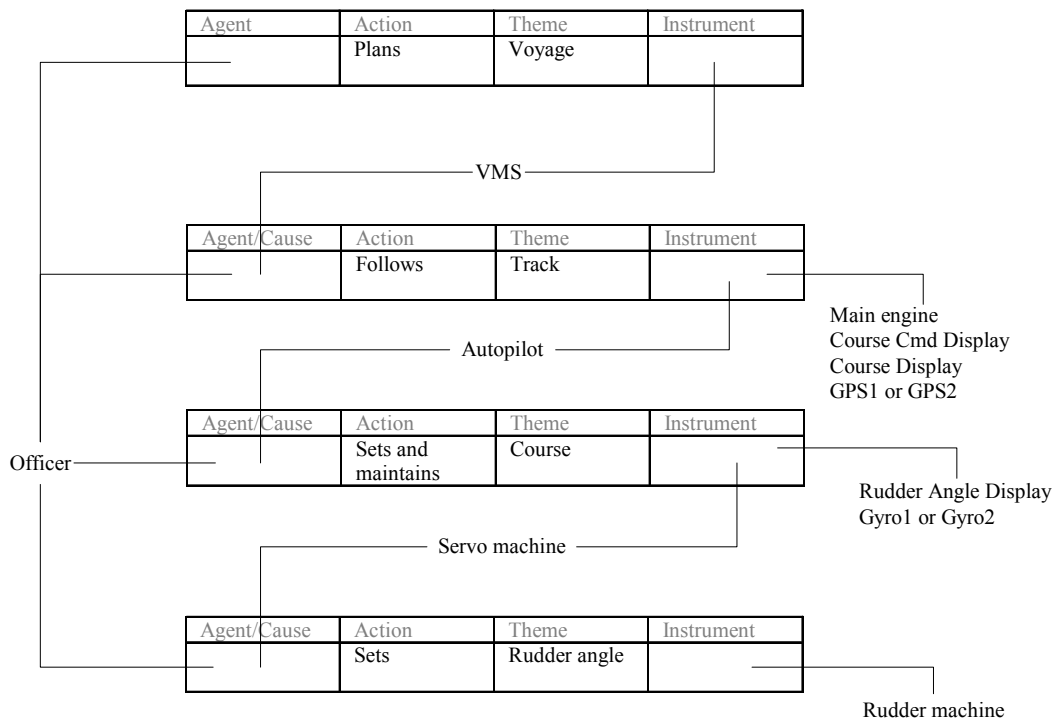 Agent Action Theme Instrument
Plans Voyage
VMS
Agent/Cause Action Theme Instrument
Follows Track
Main engine
Course Cmd Display
Course Display
GPS1 or GPS2
Autopilot
Agent/Cause Action Theme Instrument
Sets and Course
maintains
Officer
Rudder Angle Display
Gyro1 or Gyro2
Servo machine
Agent/Cause Action Theme Instrument
Sets Rudder angle
Rudder machine